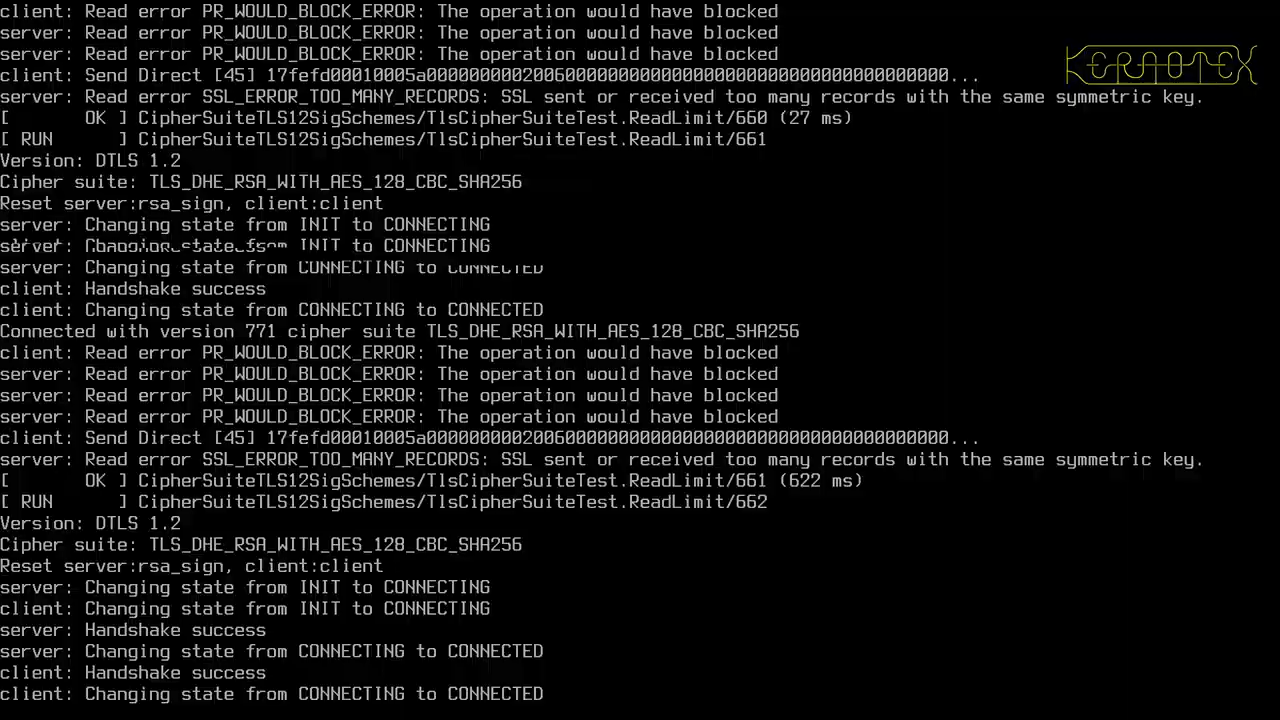 client: Read error PR_WOULD_BLOCK_ERROR: The operation would have blocked
server: Read error PR_WOULD_BLOCK_ERROR: The operation would have blocked
server: Read error PR_WOULD_BLOCK_ERROR: The operation would have blocked
client: Send Direct [45] 17fefd00010005a0000000002006000000000000000000000000000000000000...
KERNOTEX
server: Read error SSL_ERROR_TOO_MANY_RECORDS: SSL sent or received too many records with the same symmetric key.
[       OK ] CipherSuiteTLS12SigSchemes/TlsCipherSuiteTest.ReadLimit/660 (27 ms)
[ RUN      ] CipherSuiteTLS12SigSchemes/TlsCipherSuiteTest.ReadLimit/661
Version: DTLS 1.2
Cipher suite: TLS_DHE_RSA_WITH_AES_128_CBC_SHA256
Reset server:rsa_sign, client:client
server: Changing state from INIT to CONNECTING
server: Changing state from INIT to CONNECTING
server: Changing state from CONNECTING to CONNECTED
client: Handshake success
client: Changing state from CONNECTING to CONNECTED
Connected with version 771 cipher suite TLS_DHE_RSA_WITH_AES_128_CBC_SHA256
client: Read error PR_WOULD_BLOCK_ERROR: The operation would have blocked
server: Read error PR_WOULD_BLOCK_ERROR: The operation would have blocked
server: Read error PR_WOULD_BLOCK_ERROR: The operation would have blocked
server: Read error PR_WOULD_BLOCK_ERROR: The operation would have blocked
client: Send Direct [45] 17fefd00010005a0000000002006000000000000000000000000000000000000...
server: Read error SSL_ERROR_TOO_MANY_RECORDS: SSL sent or received too many records with the same symmetric key.
[       OK ] CipherSuiteTLS12SigSchemes/TlsCipherSuiteTest.ReadLimit/661 (622 ms)
[ RUN      ] CipherSuiteTLS12SigSchemes/TlsCipherSuiteTest.ReadLimit/662
Version: DTLS 1.2
Cipher suite: TLS_DHE_RSA_WITH_AES_128_CBC_SHA256
Reset server:rsa_sign, client:client
server: Changing state from INIT to CONNECTING
client: Changing state from INIT to CONNECTING
server: Handshake success
server: Changing state from CONNECTING to CONNECTED
client: Handshake success
client: Changing state from CONNECTING to CONNECTED